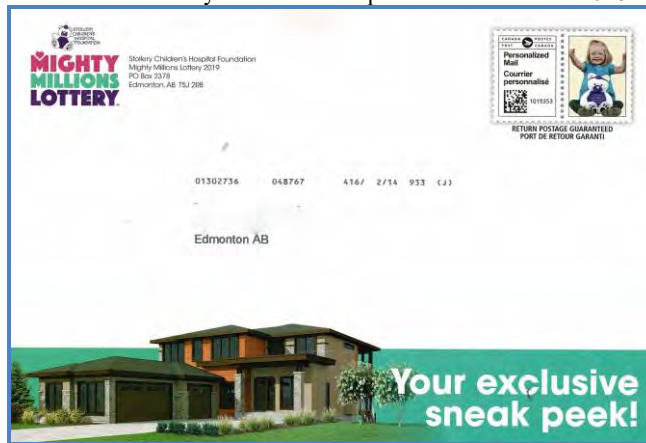 STOLLERY
CHILDREN'S
HOSPITAL
FOUNDATION
MIGHTY
MILLIONS
LOTTERY
Stollery Children's Hospital Foundation
Mighty Millions Lottery 2019
PO Box 3378
Edmonton, AB T5J 2B8
CANADA POSTES
POST CANADA
Personalized
Mail
Courrier
personnalisé
1019353
RETURN POSTAGE GUARANTEED
PORT DE RETOUR GARANTI
01302736 048767 416/ 2/14 933 (J)
Edmonton AB
Your exclusive
sneak peek!